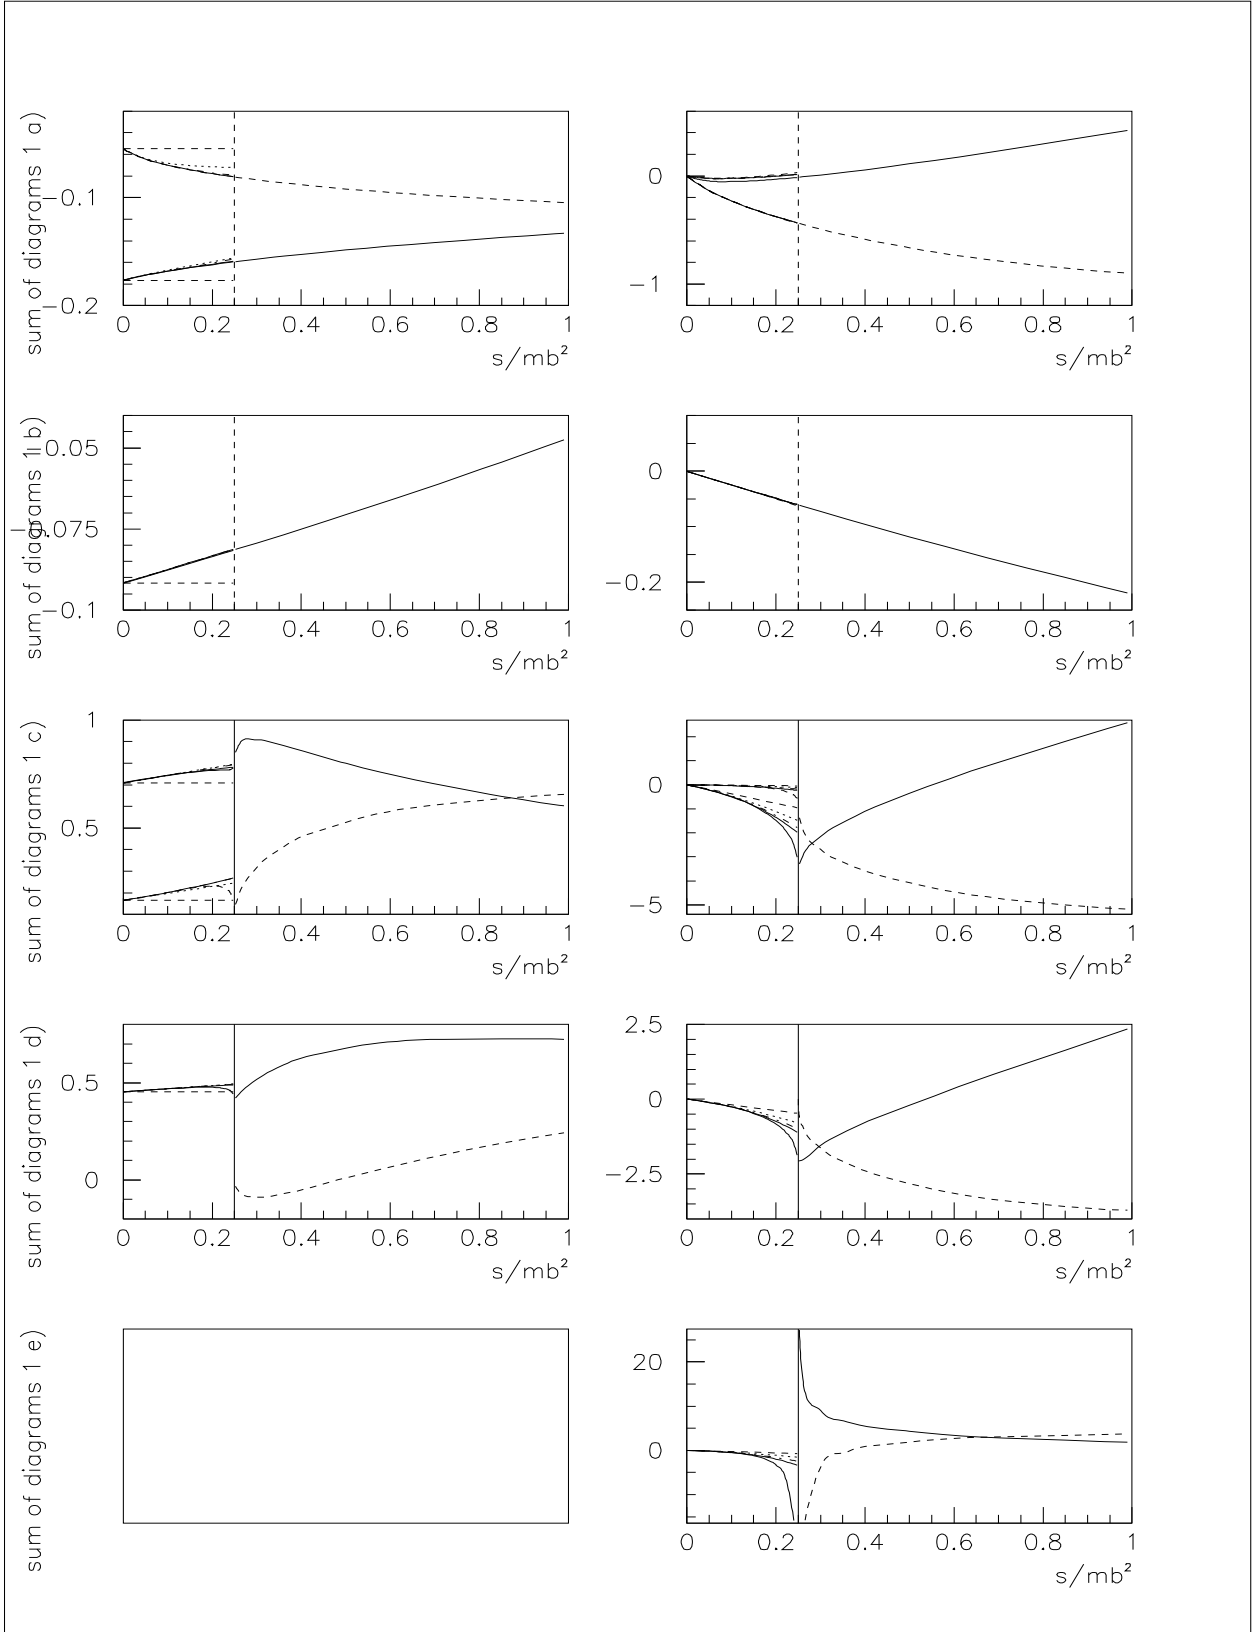 sum of diagrams 1 a)
−0.1
−0.2
0 0.2 0.4 0.6 0.8 1
s/mb²
0
−1
0 0.2 0.4 0.6 0.8 1
s/mb²
sum of diagrams 1 b)
−0.05
−0.075
−0.1
0 0.2 0.4 0.6 0.8 1
s/mb²
0
−0.2
0 0.2 0.4 0.6 0.8 1
s/mb²
sum of diagrams 1 c)
1
0.5
0 0.2 0.4 0.6 0.8 1
s/mb²
0
−5
0 0.2 0.4 0.6 0.8 1
s/mb²
sum of diagrams 1 d)
0.5
0
0 0.2 0.4 0.6 0.8 1
s/mb²
2.5
0
−2.5
0 0.2 0.4 0.6 0.8 1
s/mb²
sum of diagrams 1 e)
20
0
0 0.2 0.4 0.6 0.8 1
s/mb²